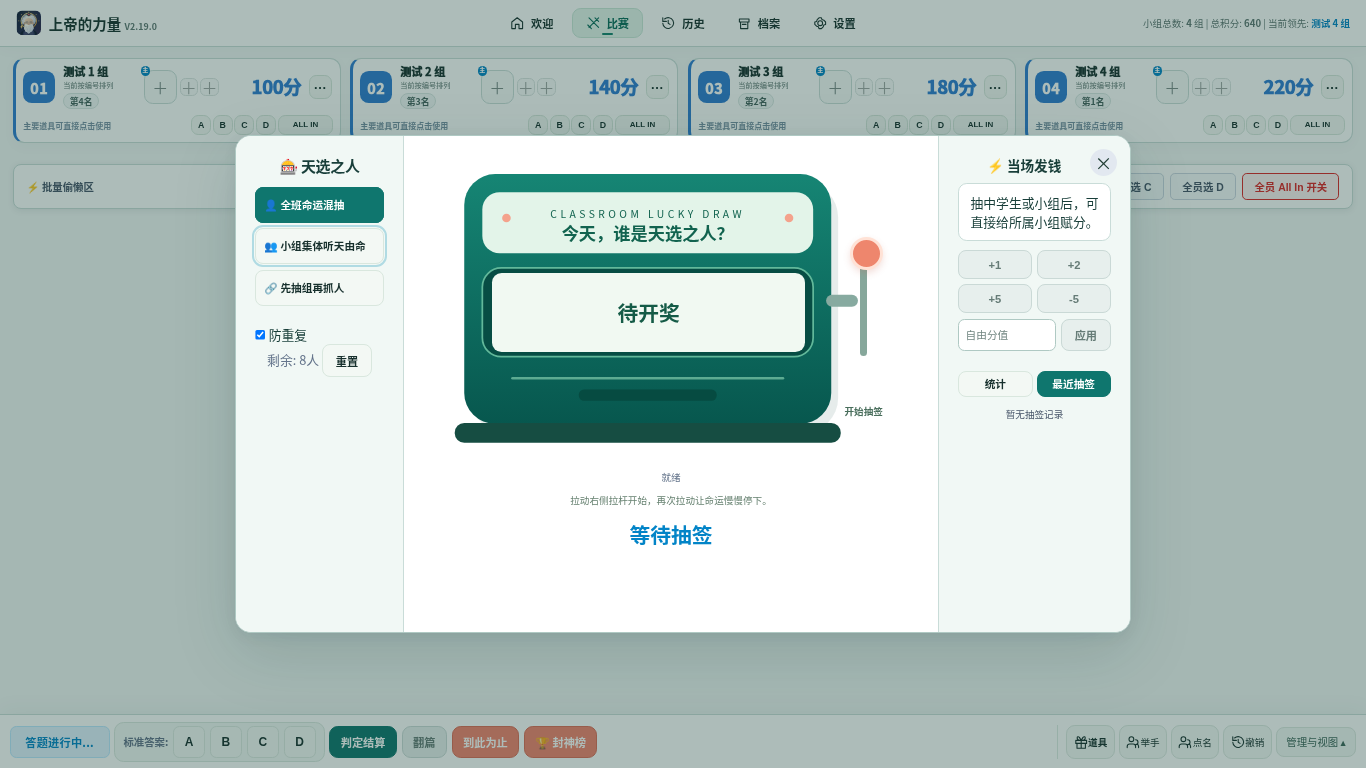 上帝的力量 V2.19.0
欢迎
比赛
历史
档案
设置
小组总数: 4 组 | 总积分: 640 | 当前领先: 测试 4 组
01
测试 1 组
当前按编号排列
第4名
主
100分
主要道具可直接点击使用
A B C D ALL IN
02
测试 2 组
当前按编号排列
第3名
主
140分
主要道具可直接点击使用
A B C D ALL IN
03
测试 3 组
当前按编号排列
第2名
主
180分
主要道具可直接点击使用
A B C D ALL IN
04
测试 4 组
当前按编号排列
第1名
主
220分
主要道具可直接点击使用
A B C D ALL IN
⚡ 批量偷懒区
选 C
全员选 D
全员 All In 开关
🎰 天选之人
👤 全班命运混抽
👥 小组集体听天由命
🔗 先抽组再抓人
防重复
剩余: 8人
重置
CLASSROOM LUCKY DRAW
今天，谁是天选之人？
待开奖
开始抽签
就绪
拉动右侧拉杆开始，再次拉动让命运慢慢停下。
等待抽签
⚡ 当场发钱
抽中学生或小组后，可
直接给所属小组赋分。
+1
+2
+5
-5
自由分值
应用
统计
最近抽签
暂无抽签记录
答题进行中...
标准答案: A B C D
判定结算
翻篇
到此为止
🏆 封神榜
道具
举手
点名
撤销
管理与视图 ▴